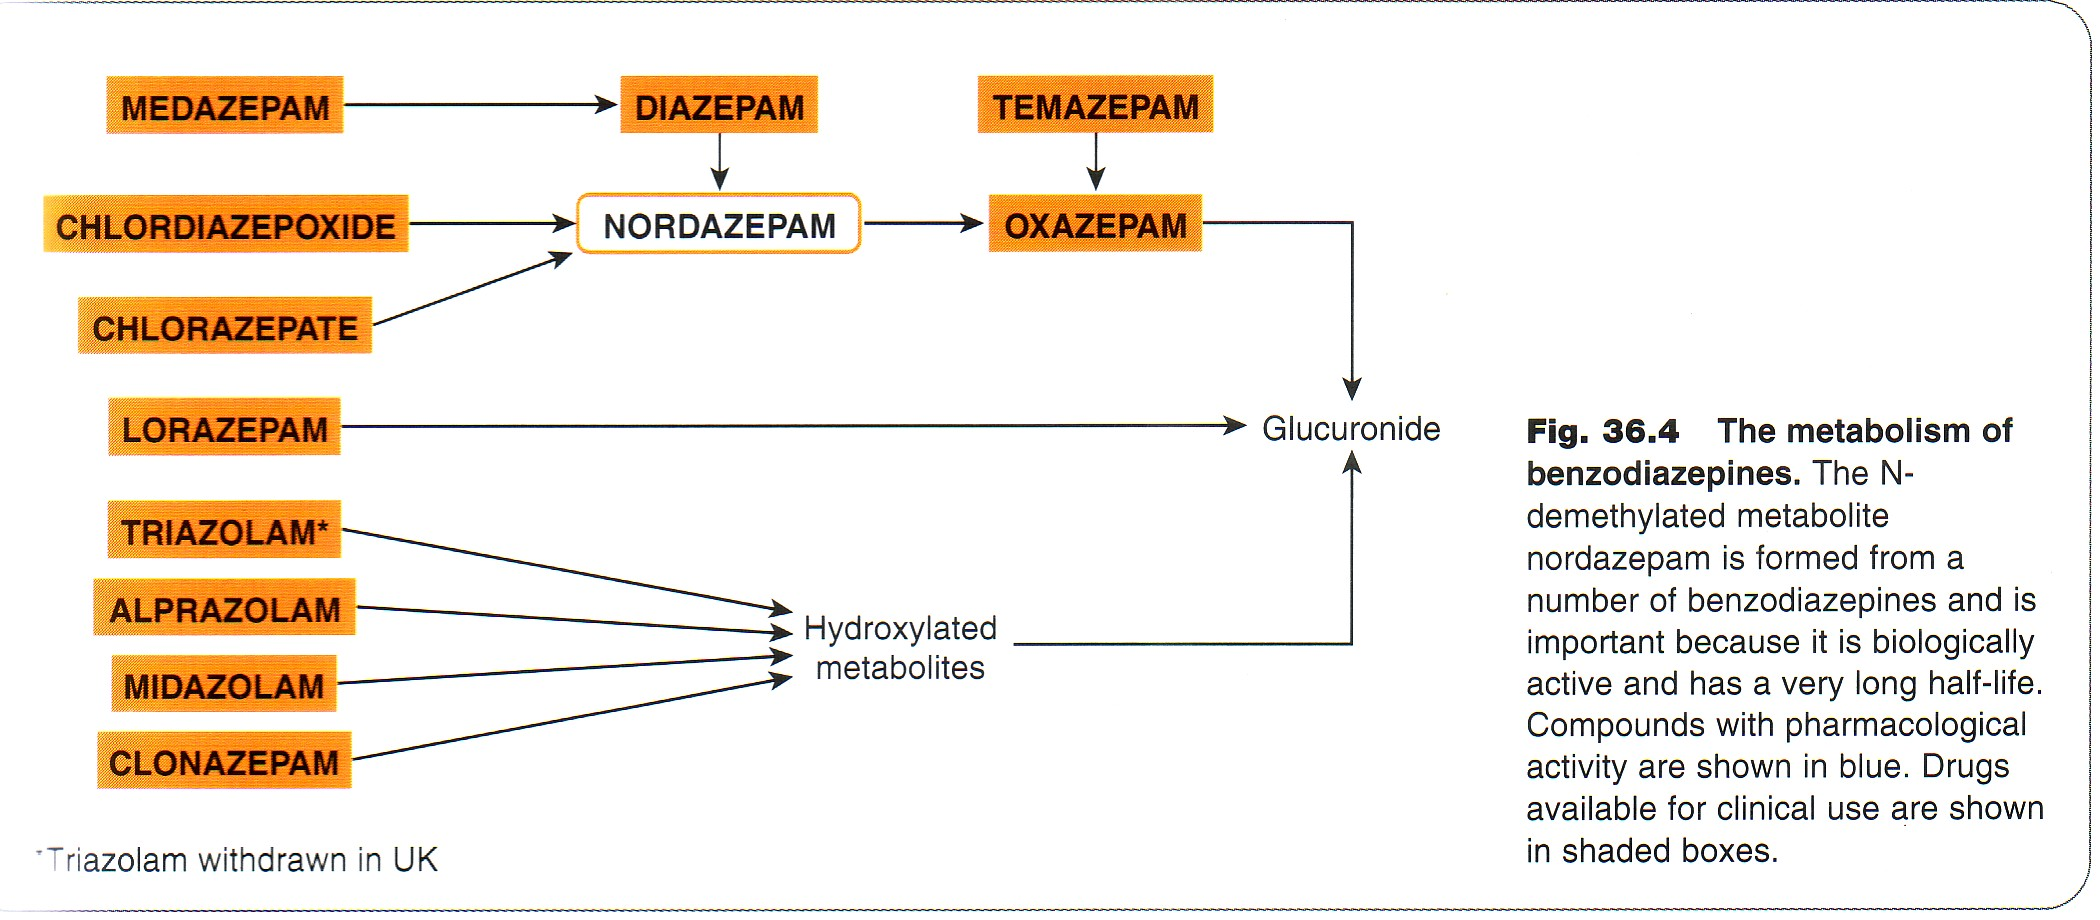 MEDAZEPAM
DIAZEPAM
TEMAZEPAM
CHLORDIAZEPOXIDE
NORDAZEPAM
OXAZEPAM
CHLORAZEPATE
LORAZEPAM
Glucuronide
TRIAZOLAM*
ALPRAZOLAM
MIDAZOLAM
CLONAZEPAM
Hydroxylated
metabolites
*Triazolam withdrawn in UK
Fig. 36.4 The metabolism of
benzodiazepines. The N-
demethylated metabolite
nordazepam is formed from a
number of benzodiazepines and is
important because it is biologically
active and has a very long half-life.
Compounds with pharmacological
activity are shown in blue. Drugs
available for clinical use are shown
in shaded boxes.